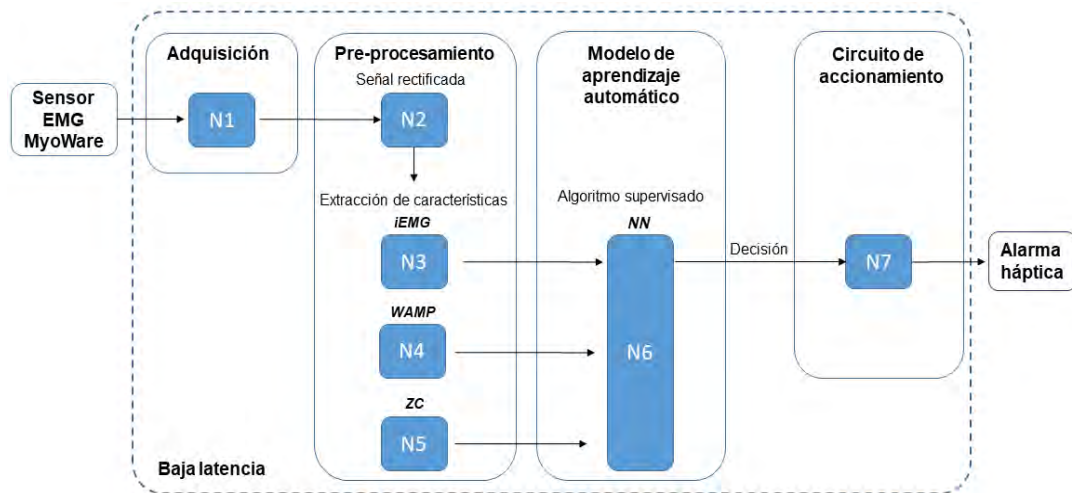 Sensor
EMG
MyoWare
Adquisición
N1
Pre-procesamiento
Señal rectificada
N2
Extracción de características
iEMG
N3
WAMP
N4
ZC
N5
Modelo de
aprendizaje
automático
Algoritmo supervisado
NN
N6
Decisión
Circuito de
accionamiento
N7
Alarma
háptica
Baja latencia